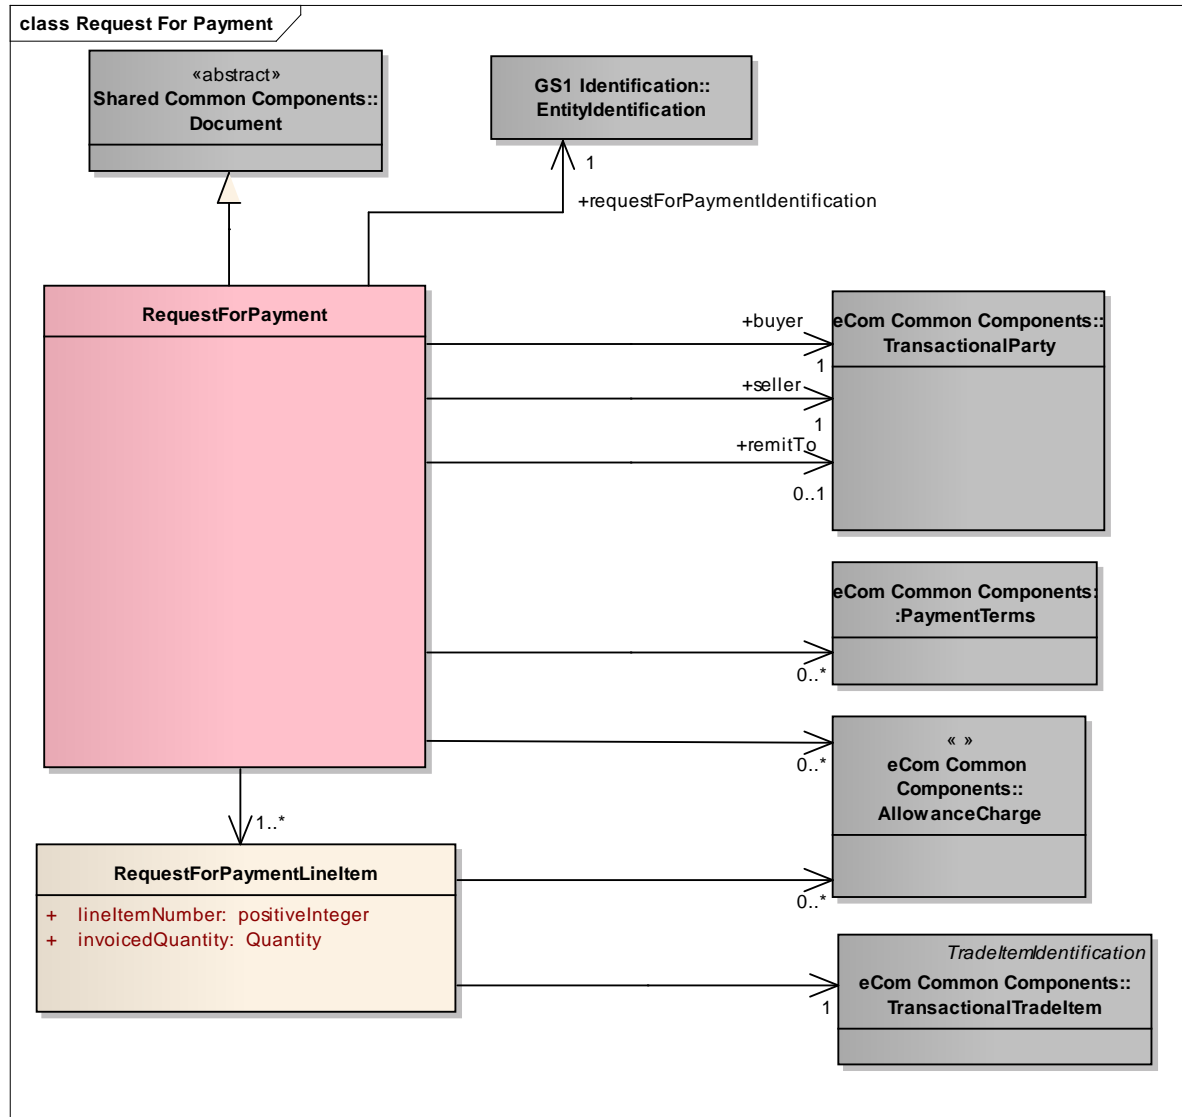 class Request For Payment
«abstract»
Shared Common Components::
Document
GS1 Identification::
EntityIdentification
1
+requestForPaymentIdentification
RequestForPayment
+buyer
1
+seller
1
+remitTo
0..1
eCom Common Components::
TransactionalParty
eCom Common Components:
:PaymentTerms
0..*
« »
eCom Common
Components::
AllowanceCharge
0..*
1..*
RequestForPaymentLineItem
+ lineItemNumber: positiveInteger
+ invoicedQuantity: Quantity
0..*
TradeItemIdentification
eCom Common Components::
TransactionalTradeItem
1